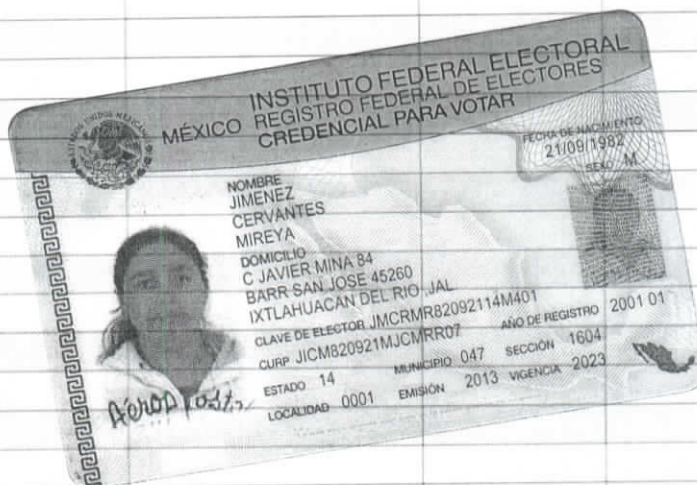 INSTITUTO FEDERAL ELECTORAL
MÉXICO REGISTRO FEDERAL DE ELECTORES
CREDENCIAL PARA VOTAR
FECHA DE NACIMIENTO
21/09/1982
SEXO M
NOMBRE
JIMENEZ
CERVANTES
MIREYA
DOMICILIO
C JAVIER MINA 84
BARR SAN JOSE 45260
IXTLAHUACAN DEL RIO ,JAL.
CLAVE DE ELECTOR JMCRMR82092114M401
CURP JICM820921MJCMRR07 AÑO DE REGISTRO 2001 01
ESTADO 14 MUNICIPIO 047 SECCIÓN 1604
LOCALIDAD 0001 EMISIÓN 2013 VIGENCIA 2023